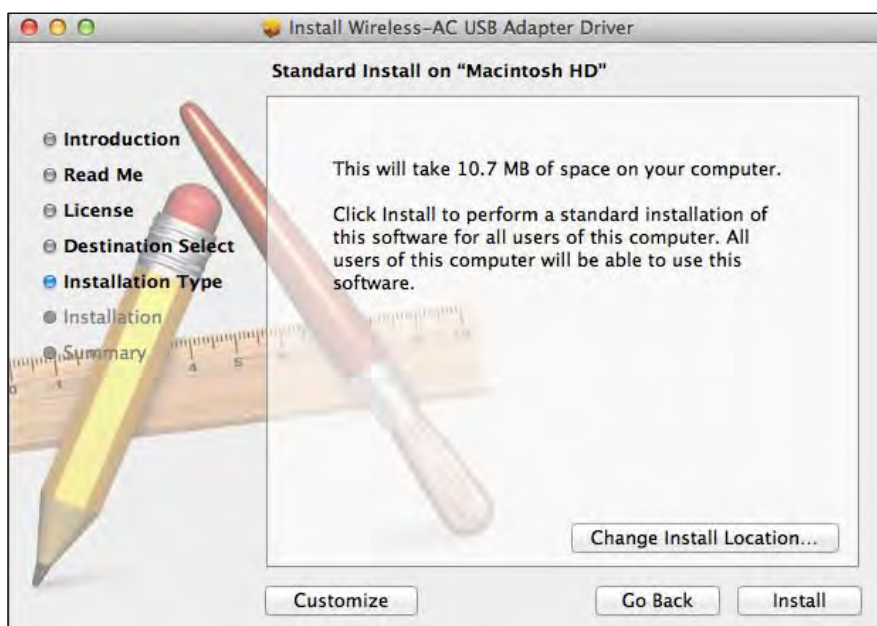 Install Wireless-AC USB Adapter Driver
Standard Install on “Macintosh HD"
Introduction
Read Me
License
Destination Select
Installation Type
Installation
Summary
This will take 10.7 MB of space on your computer.
Click Install to perform a standard installation of
this software for all users of this computer. All
users of this computer will be able to use this
software.
Change Install Location...
Customize
Go Back
Install